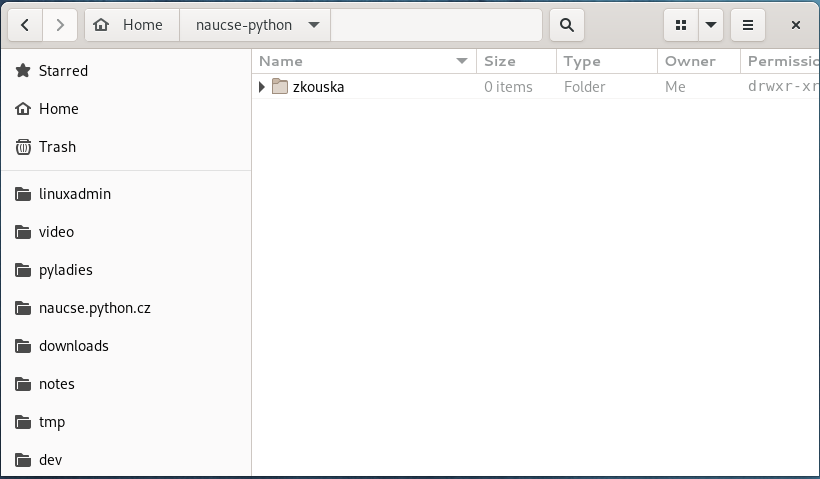 Home naucse-python
Starred
Home
Trash
linuxadmin
video
pyladies
naucse.python.cz
downloads
notes
tmp
dev
Name Size Type Owner Permissic
zkouska 0 items Folder Me drwxr-xr